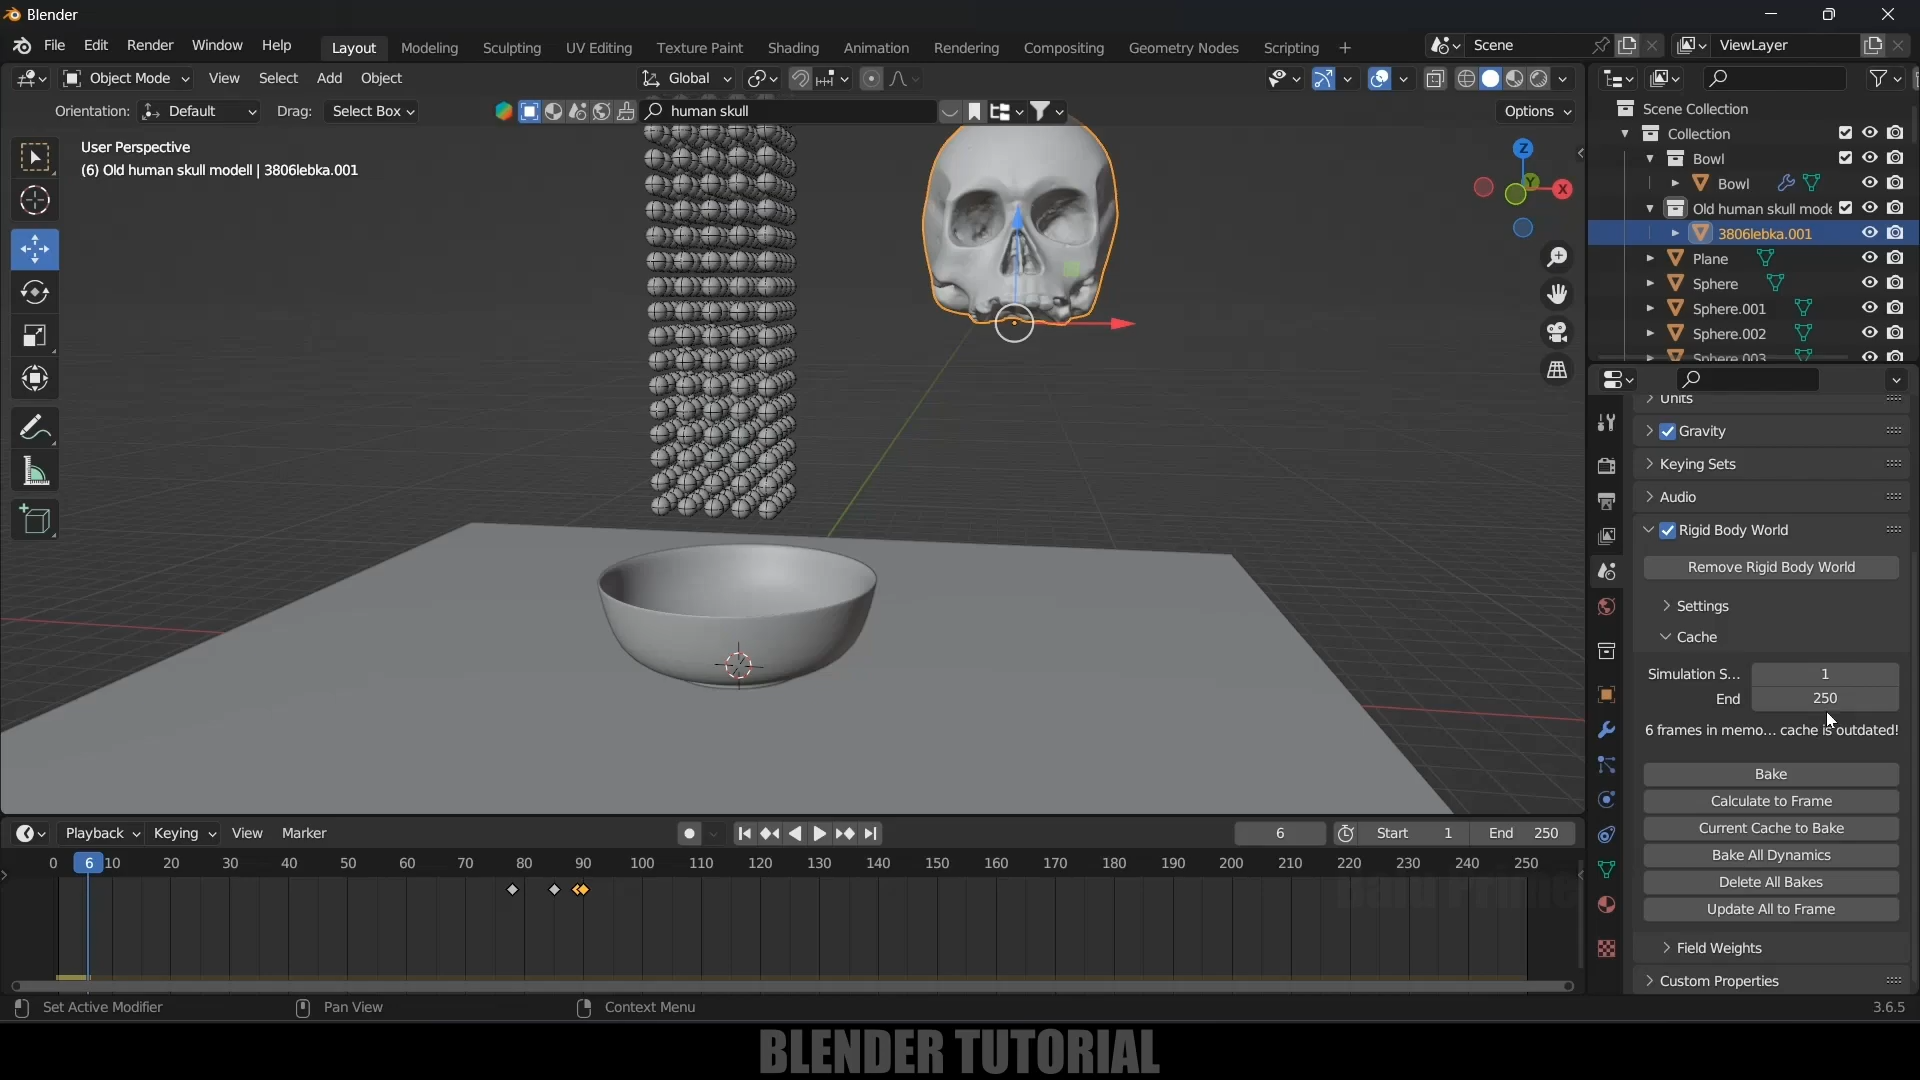 Blender
File Edit Render Window Help
Layout Modeling Sculpting UV Editing Texture Paint Shading Animation Rendering Compositing Geometry Nodes Scripting +
Scene
ViewLayer
Object Mode View Select Add Object
Global
Orientation: Default Drag: Select Box
human skull
Options
User Perspective
(6) Old human skull modell | 3806lebka.001
Z
Y
X
Scene Collection
Collection
Bowl
Bowl
Old human skull mode
3806lebka.001
Plane
Sphere
Sphere.001
Sphere.002
Sphere.003
Units
Gravity
Keying Sets
Audio
Rigid Body World
Remove Rigid Body World
Settings
Cache
Simulation S... 1
End 250
6 frames in memo... cache is outdated!
Bake
Calculate to Frame
Current Cache to Bake
Bake All Dynamics
Delete All Bakes
Update All to Frame
Field Weights
Custom Properties
Playback Keying View Marker
6
Start 1 End 250
0 6 10 20 30 40 50 60 70 80 90 100 110 120 130 140 150 160 170 180 190 200 210 220 230 240 250
Set Active Modifier
Pan View
Context Menu
3.6.5
BLENDER TUTORIAL